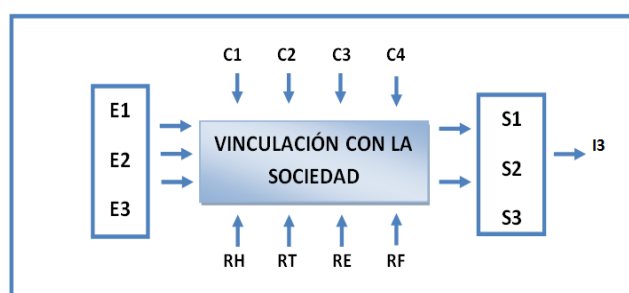 C1 C2 C3 C4
E1
E2
E3
VINCULACIÓN CON LA
SOCIEDAD
S1
S2
S3
I3
RH RT RE RF